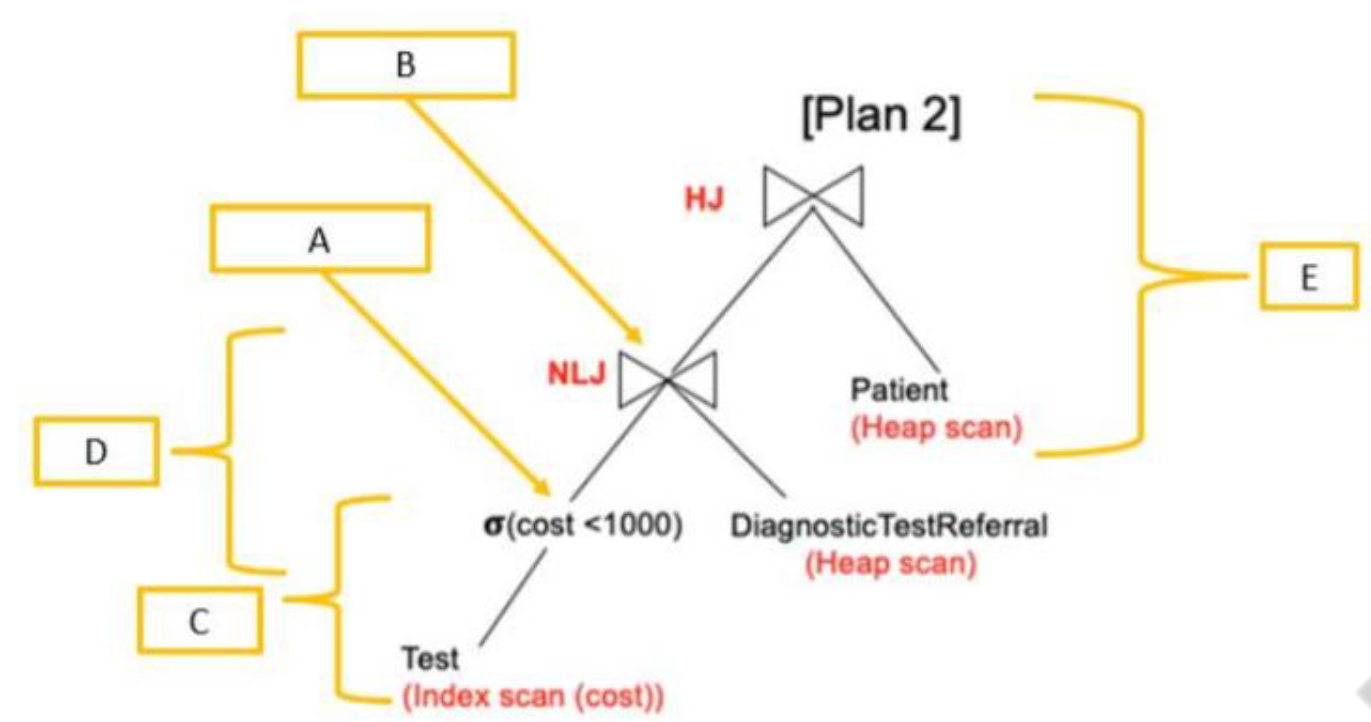 B
[Plan 2]
HJ
A
E
NLJ
Patient
(Heap scan)
D
σ(cost <1000)
DiagnosticTestReferral
(Heap scan)
C
Test
(Index scan (cost))